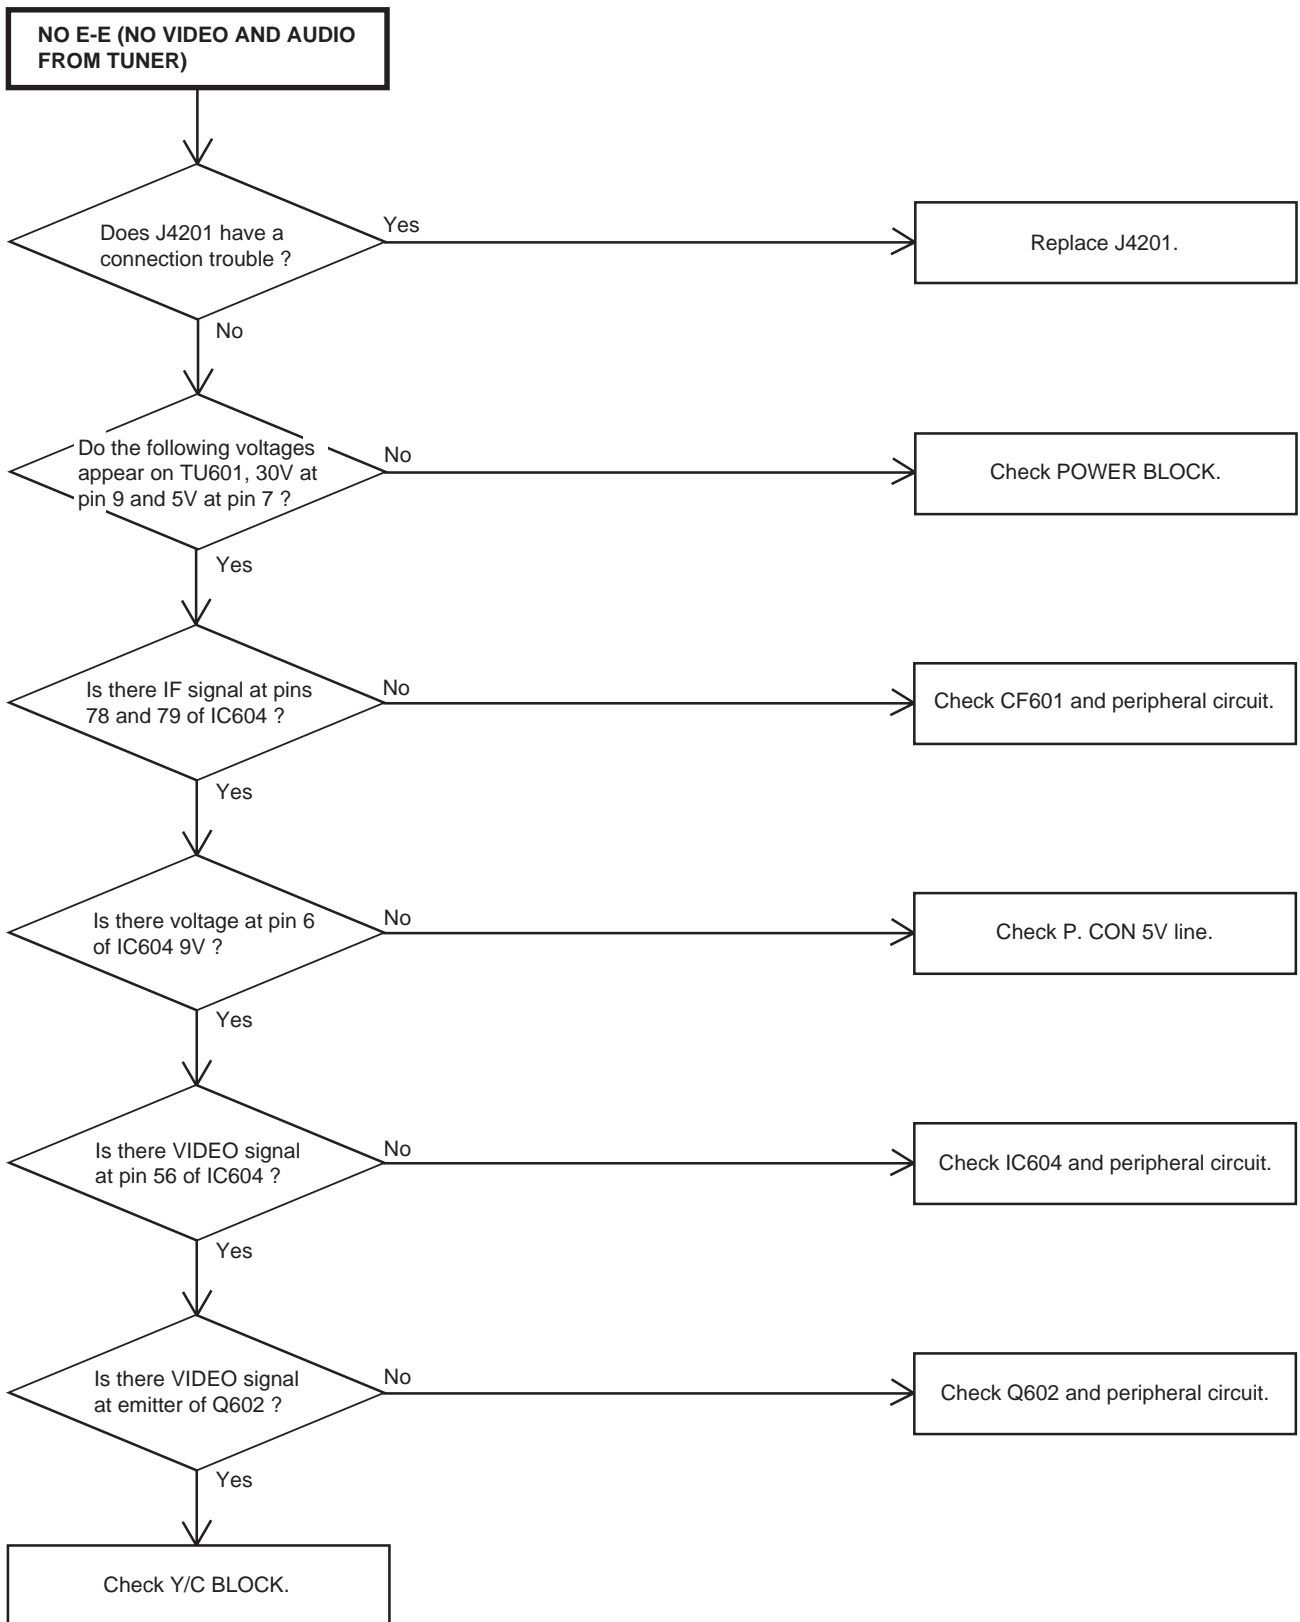 NO E-E (NO VIDEO AND AUDIO
FROM TUNER)
Does J4201 have a
connection trouble ?
Yes
Replace J4201.
No
Do the following voltages
appear on TU601, 30V at
pin 9 and 5V at pin 7 ?
No
Check POWER BLOCK.
Yes
Is there IF signal at pins
78 and 79 of IC604 ?
No
Check CF601 and peripheral circuit.
Yes
Is there voltage at pin 6
of IC604 9V ?
No
Check P. CON 5V line.
Yes
Is there VIDEO signal
at pin 56 of IC604 ?
No
Check IC604 and peripheral circuit.
Yes
Is there VIDEO signal
at emitter of Q602 ?
No
Check Q602 and peripheral circuit.
Yes
Check Y/C BLOCK.